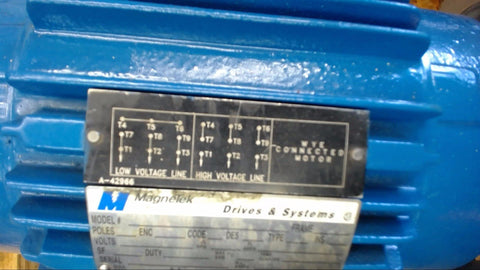 T4 T5 T6 T4 T5 T6
T7 T8 T9 T7 T8 T9
T1 T2 T3 T1 T2 T3
LOW VOLTAGE LINE HIGH VOLTAGE LINE
WYE
CONNECTED
MOTOR
A-42966
M Magnetek
Drives & Systems
MODEL # FRAME
POLES ENC CODE DES TYPE
VOLTS
SF DUTY
SERIAL